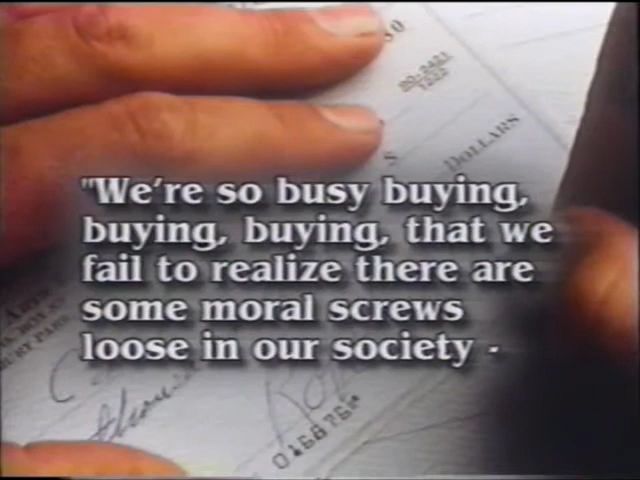 "We're so busy buying,
buying, buying, that we
fail to realize there are
some moral screws
loose in our society -
DOLLARS